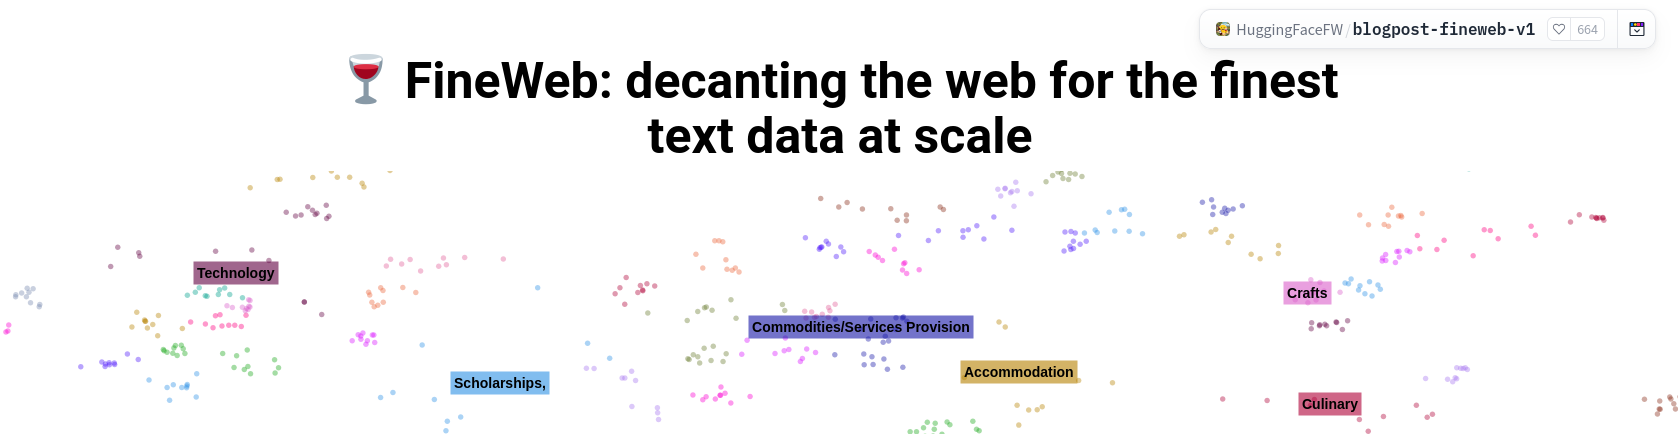 HuggingFaceFW/blogpost-fineweb-v1 664
FineWeb: decanting the web for the finest
text data at scale
Technology
Crafts
Commodities/Services Provision
Accommodation
Scholarships,
Culinary